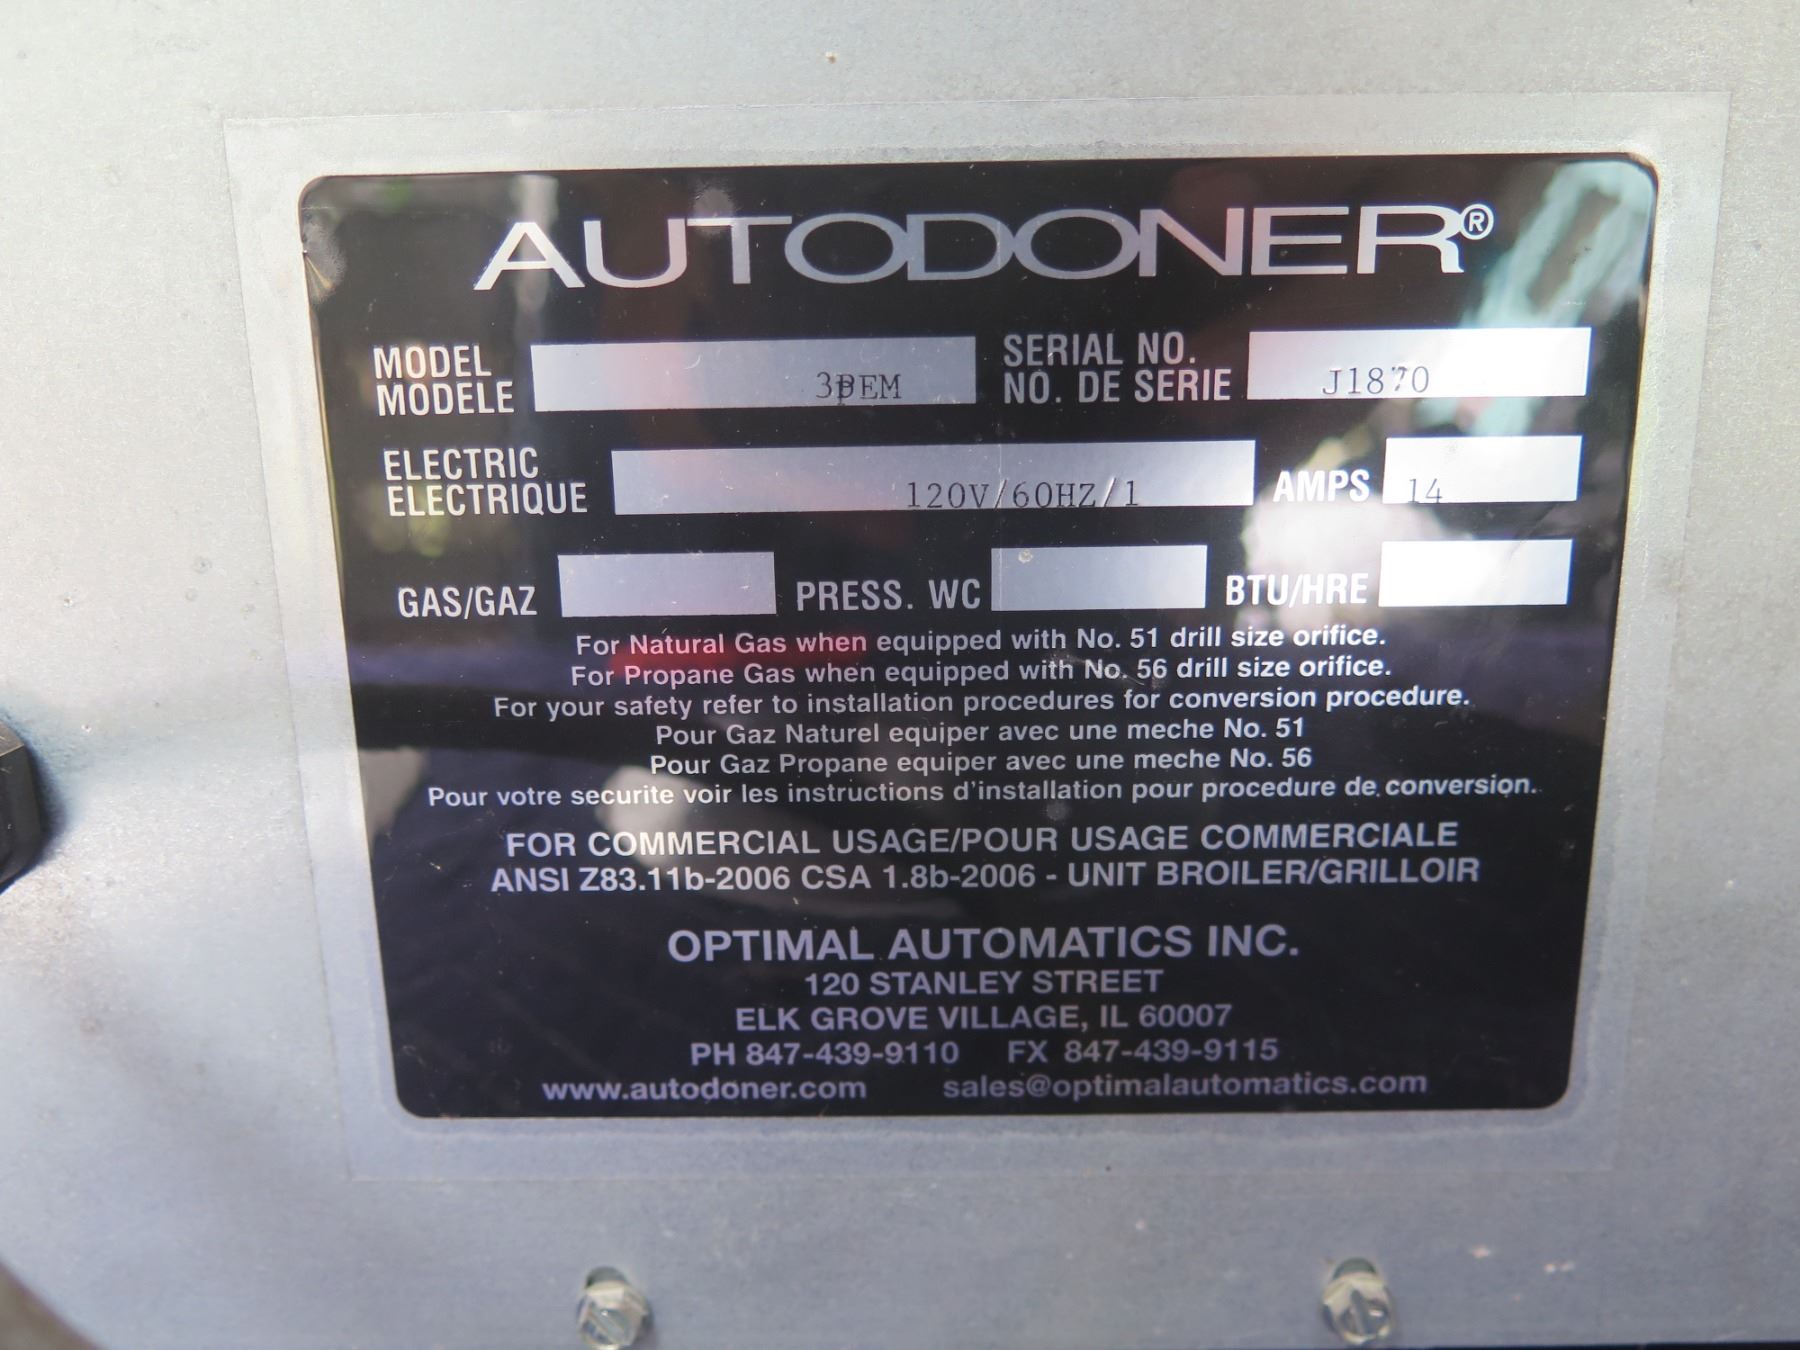 AUTODONER®
MODEL SERIAL NO.
MODELE NO. DE SERIE J1870
ELECTRIC
ELECTRIQUE 120V/60HZ/1 AMPS 14
GAS/GAZ PRESS. WC BTU/HRE
For Natural Gas when equipped with No. 51 drill size orifice.
For Propane Gas when equipped with No. 56 drill size orifice.
For your safety refer to installation procedures for conversion procedure.
Pour Gaz Naturel equiper avec une meche No. 51
Pour Gaz Propane equiper avec une meche No. 56
Pour votre securite voir les instructions d'installation pour procedure de conversion.
FOR COMMERCIAL USAGE/POUR USAGE COMMERCIALE
ANSI Z83.11b-2006 CSA 1.8b-2006 - UNIT BROILER/GRILLOIR
OPTIMAL AUTOMATICS INC.
120 STANLEY STREET
ELK GROVE VILLAGE, IL 60007
PH 847-439-9110 FX 847-439-9115
www.autodoner.com sales@optimalautomatics.com